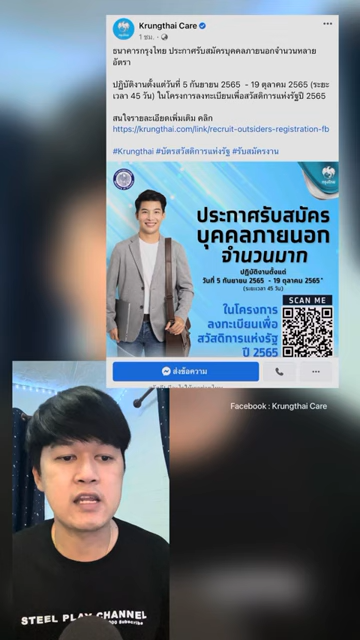 Krungthai Care
1 ชม.
ธนาคารกรุงไทย ประกาศรับสมัครบุคคลภายนอกจำนวนหลาย
อัตรา
ปฏิบัติงานตั้งแต่วันที่ 5 กันยายน 2565 - 19 ตุลาคม 2565 (ระยะ
เวลา 45 วัน) ในโครงการลงทะเบียนเพื่อสวัสดิการแห่งรัฐปี 2565
สนใจรายละเอียดเพิ่มเติม คลิก
https://krungthai.com/link/recruit-outsiders-registration-fb
#Krungthai #บัตรสวัสดิการแห่งรัฐ #รับสมัครงาน
กรุงไทย
ประกาศรับสมัคร
บุคคลภายนอก
จำนวนมาก
ปฏิบัติงานตั้งแต่
วันที่ 5 กันยายน 2565 - 19 ตุลาคม 2565*
(ระยะเวลา 45 วัน)
ในโครงการ
ลงทะเบียนเพื่อ
สวัสดิการแห่งรัฐ
ปี 2565
SCAN ME
ส่งข้อความ
Facebook : Krungthai Care
STEEL PLAY CHANNEL
000 Subscribe